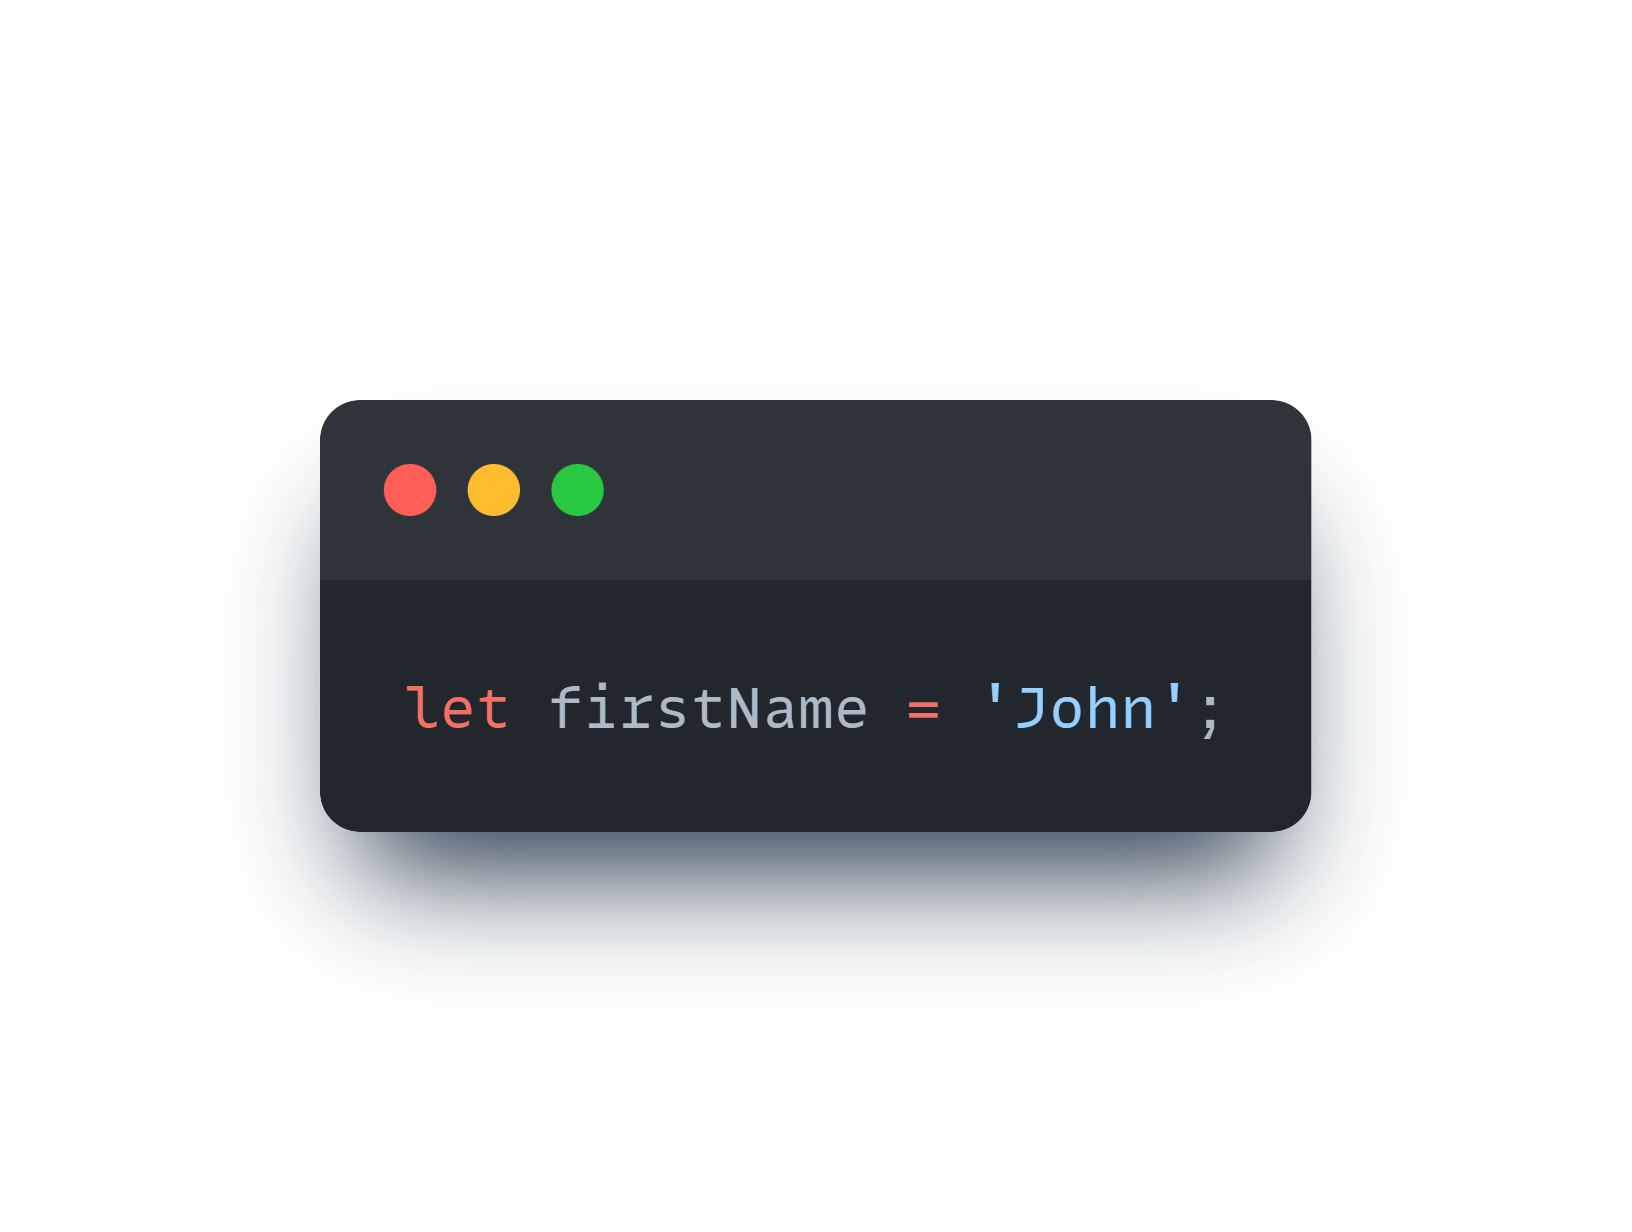 let firstName = 'John';